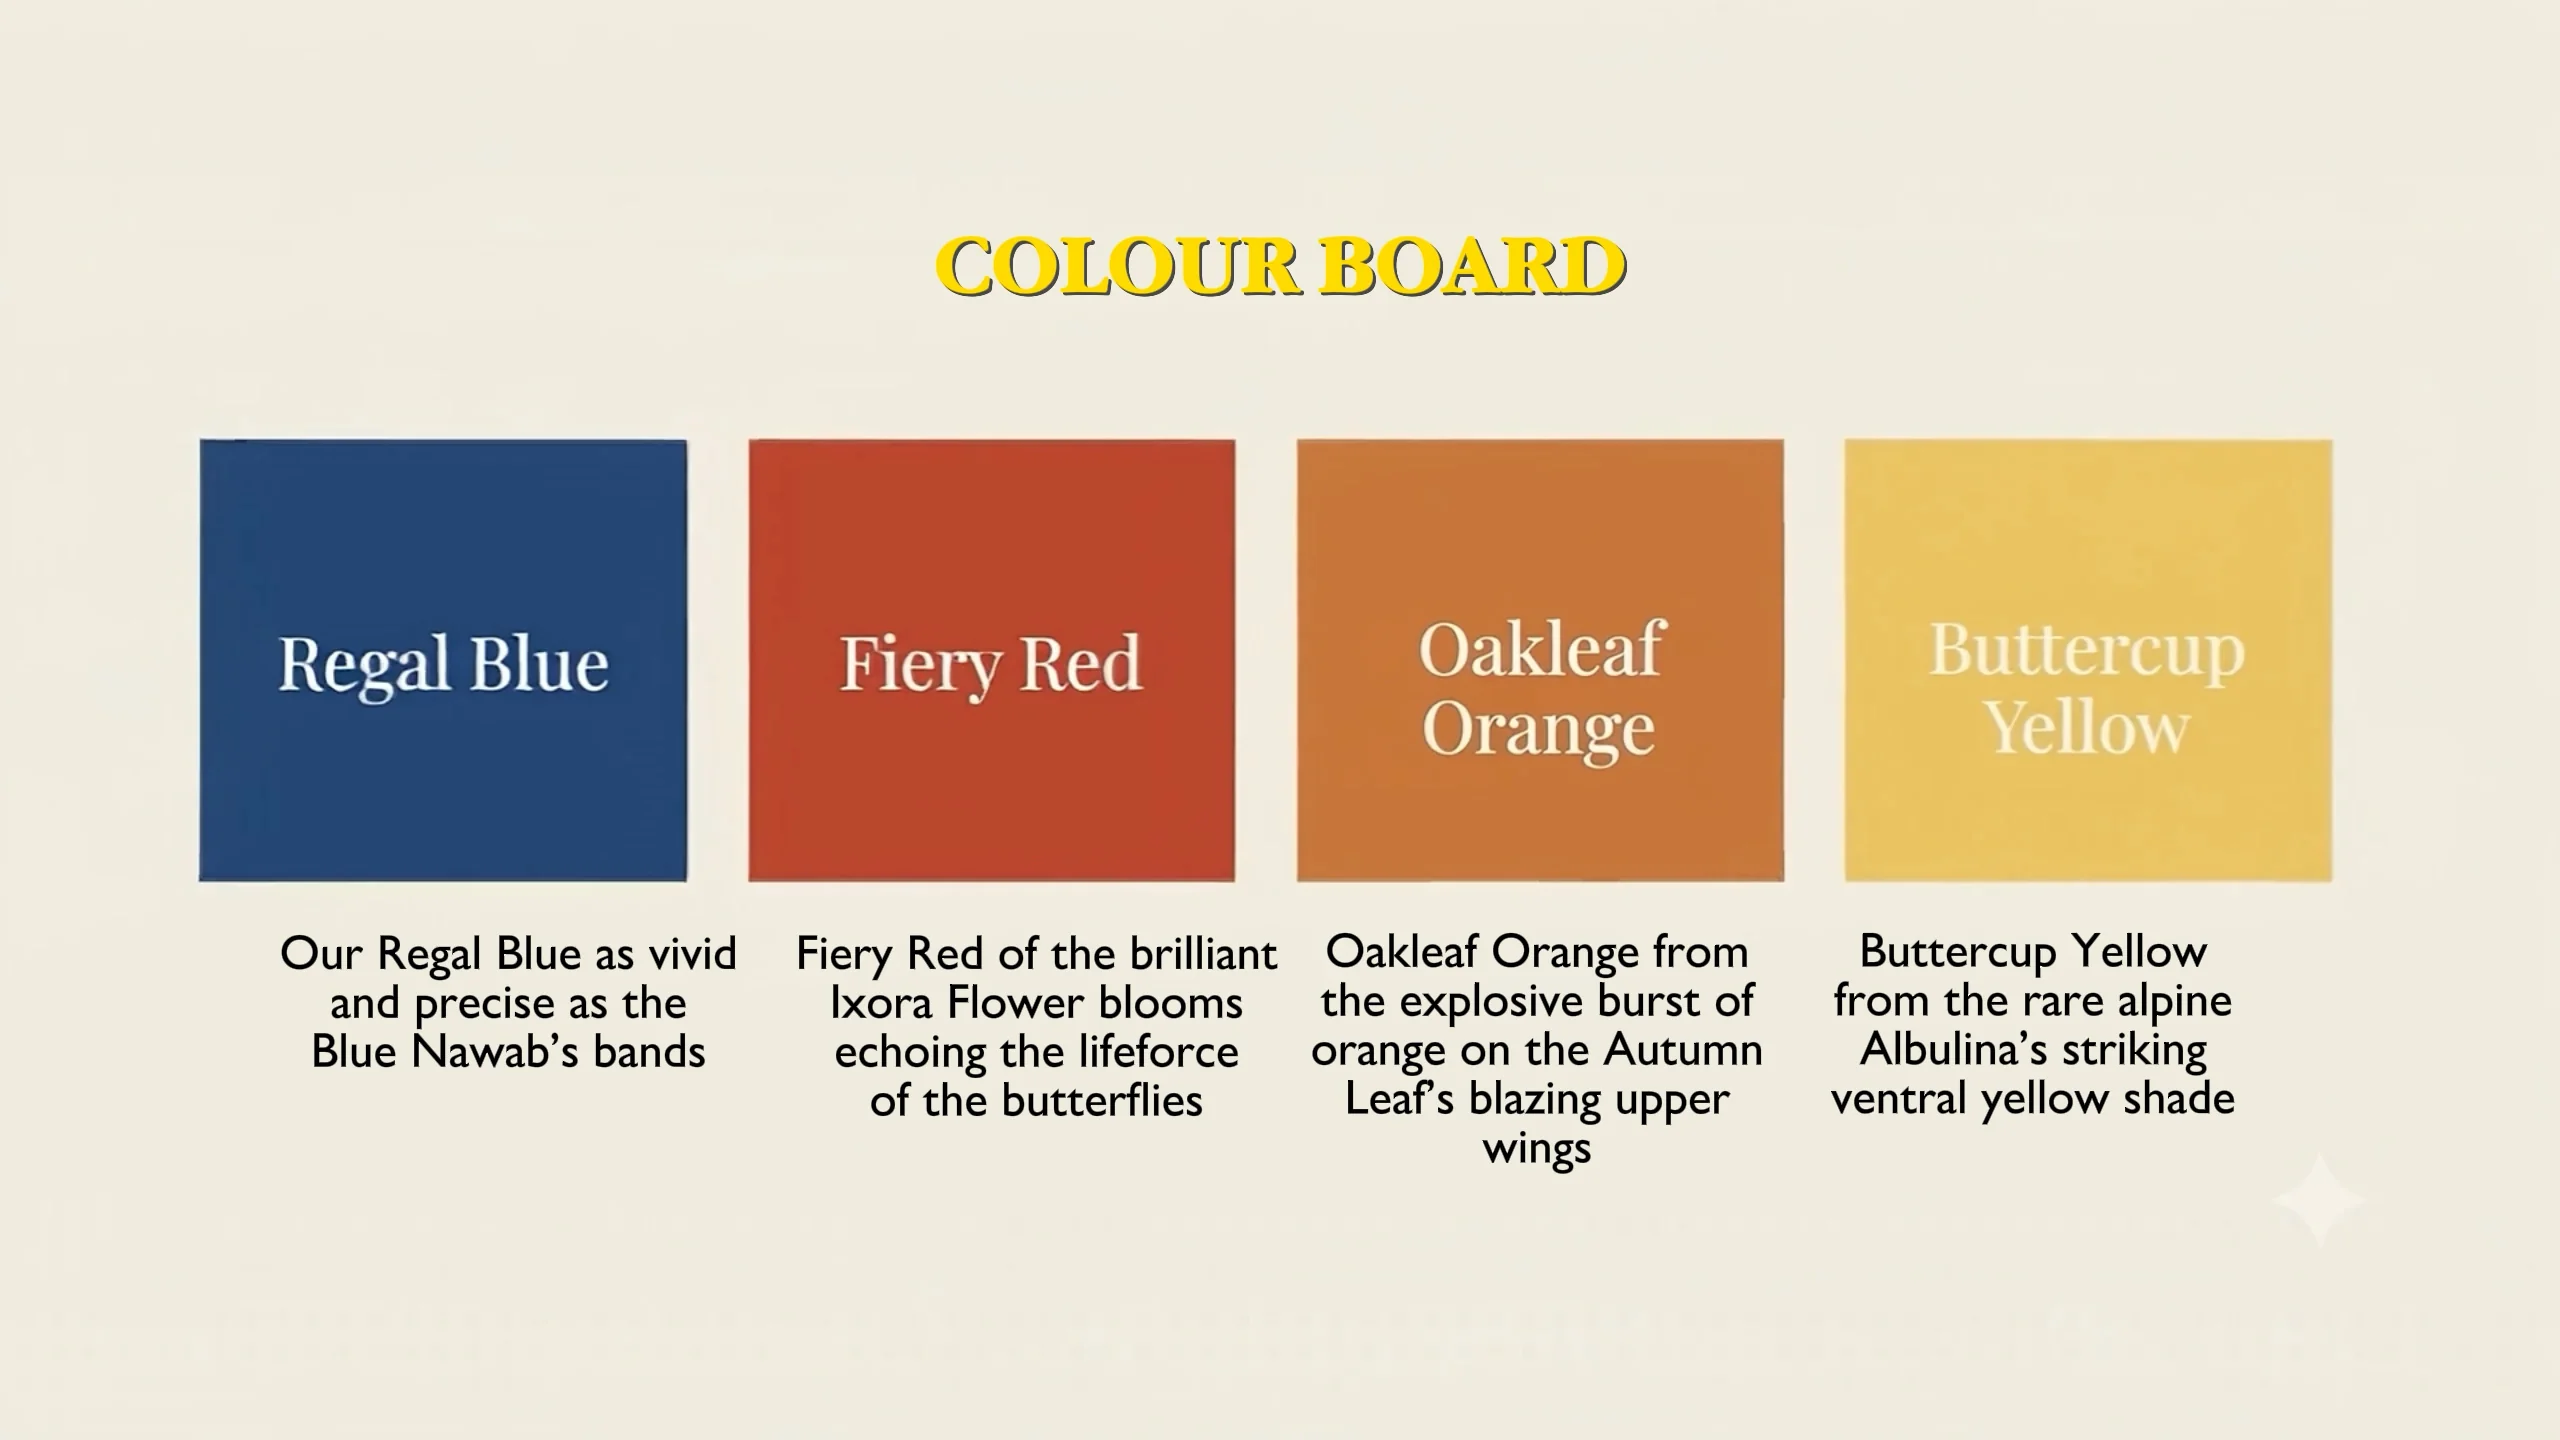 COLOUR BOARD
Regal Blue
Fiery Red
Oakleaf
Orange
Buttercup
Yellow
Our Regal Blue as vivid
and precise as the
Blue Nawab’s bands
Fiery Red of the brilliant
Ixora Flower blooms
echoing the lifeforce
of the butterflies
Oakleaf Orange from
the explosive burst of
orange on the Autumn
Leaf’s blazing upper
wings
Buttercup Yellow
from the rare alpine
Albulina’s striking
ventral yellow shade